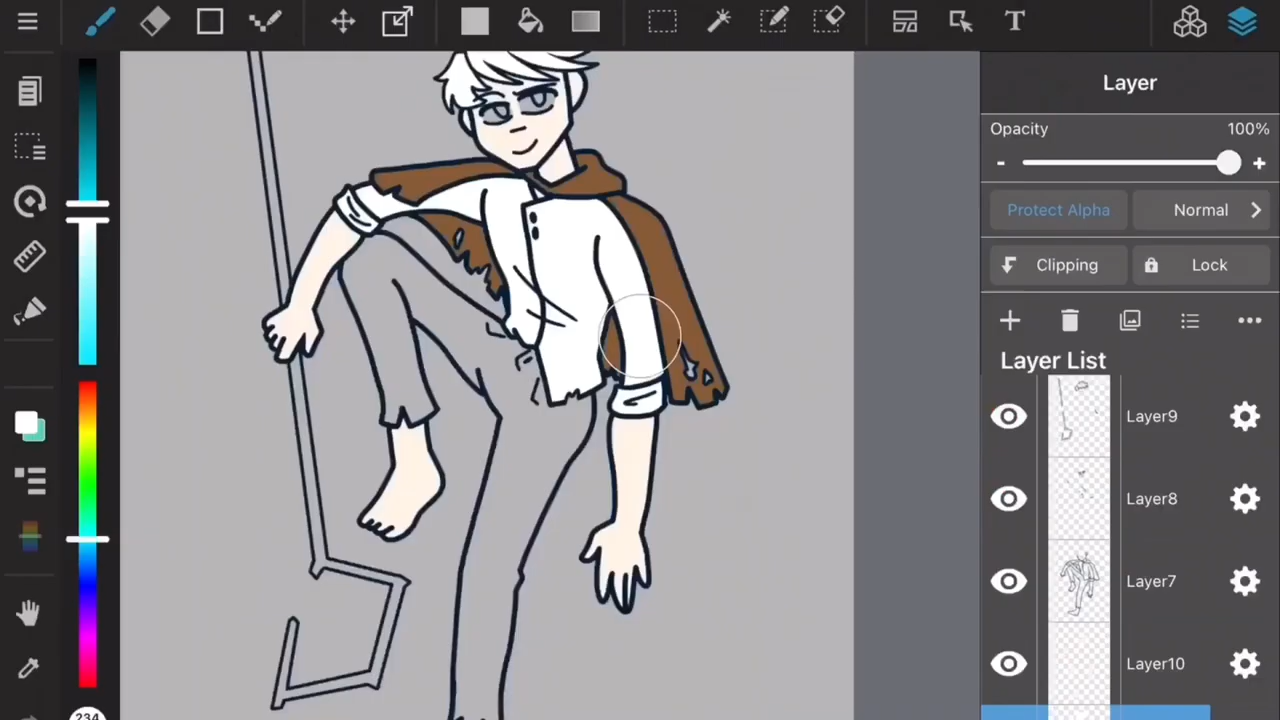 T
Layer
Opacity 100%
- +
Protect Alpha Normal
Clipping Lock
Layer List
Layer9
Layer8
Layer7
Layer10
234